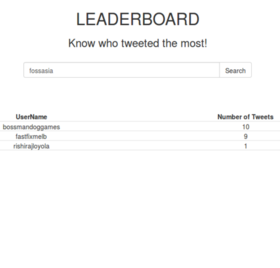 LEADERBOARD
Know who tweeted the most!
fossasia Search
UserName Number of Tweets
bossmandoggames 10
fastfixmelb 9
rishirajloyola 1